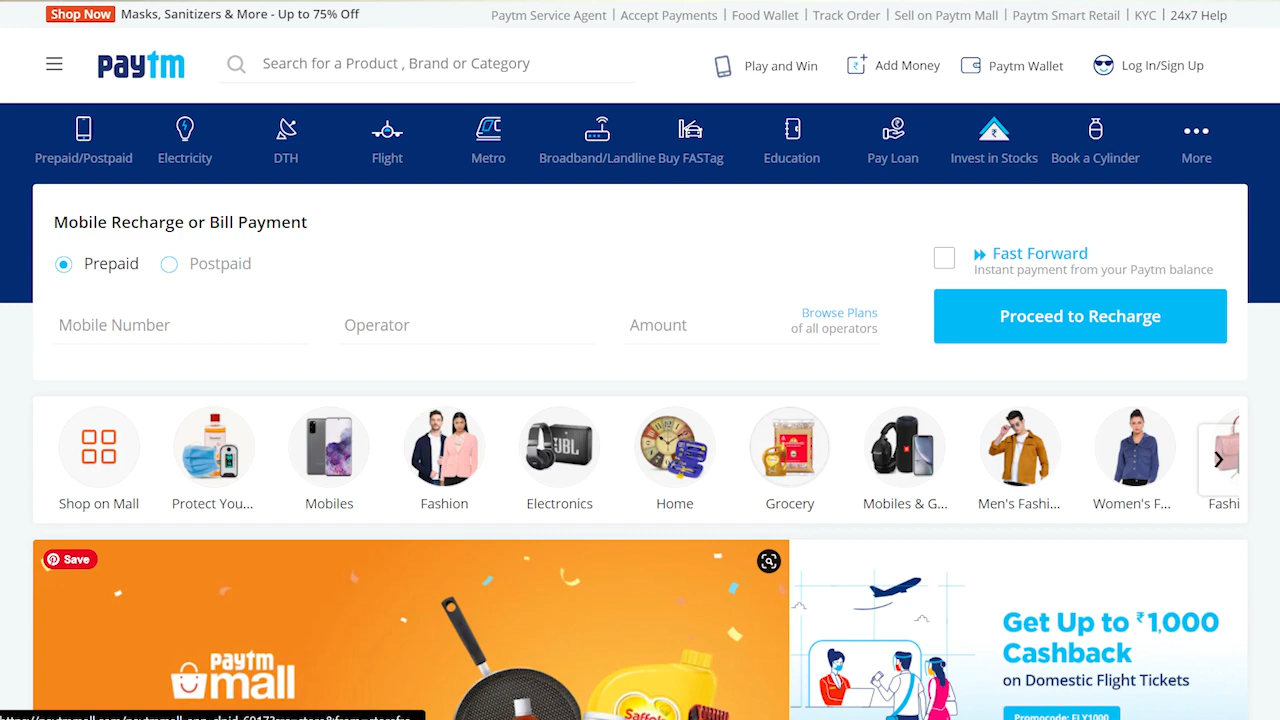 Shop Now Masks, Sanitizers & More - Up to 75% Off
Paytm Service Agent | Accept Payments | Food Wallet | Track Order | Sell on Paytm Mall | Paytm Smart Retail | KYC | 24x7 Help
paytm
Search for a Product , Brand or Category
Play and Win
Add Money
Paytm Wallet
Log In/Sign Up
Prepaid/Postpaid
Electricity
DTH
Flight
Metro
Broadband/Landline
Buy FASTag
Education
Pay Loan
Invest in Stocks
Book a Cylinder
More
Mobile Recharge or Bill Payment
Prepaid
Postpaid
Fast Forward
Instant payment from your Paytm balance
Mobile Number
Operator
Amount
Browse Plans
of all operators
Proceed to Recharge
JBL
Shop on Mall
Protect You...
Mobiles
Fashion
Electronics
Home
Grocery
Mobiles & G...
Men's Fashi...
Women's F...
Fashi
Save
paytm
mall
Saffola
Get Up to ₹1,000
Cashback
on Domestic Flight Tickets
Promocode: FLY1000